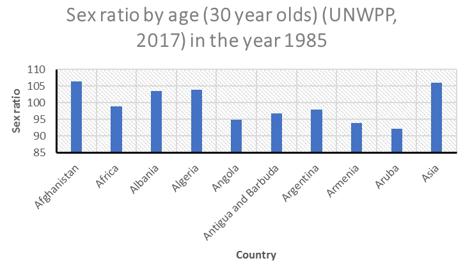 Sex ratio by age (30 year olds) (UNWPP,
2017) in the year 1985
110
105
100
95
90
85
Sex ratio
Afghanistan
Africa
Albania
Algeria
Angola
Antigua and Barbuda
Argentina
Armenia
Aruba
Asia
Country